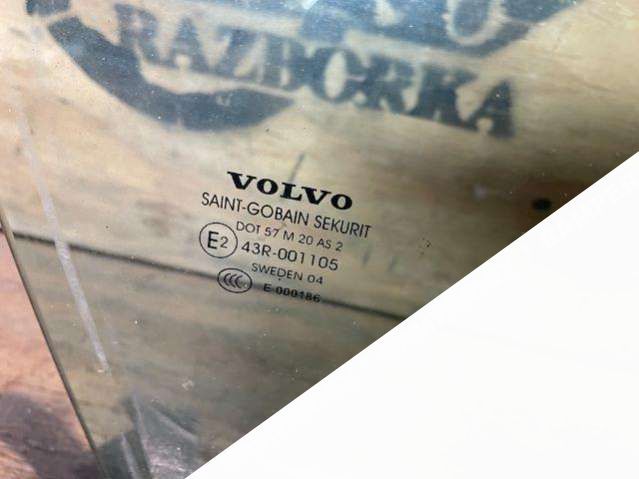 RAZBORKA
VOLVO
SAINT-GOBAIN SEKURIT
DOT 57 M 20 AS 2
E2 43R-001105
SWEDEN 04
CCC E 000186